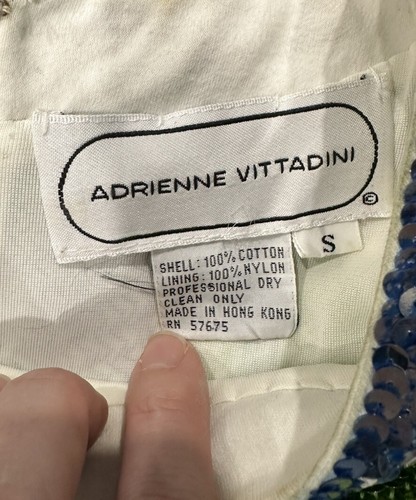 ADRIENNE VITTADINI
©
S
SHELL: 100% COTTON
LINING: 100% NYLON
PROFESSIONAL DRY
CLEAN ONLY
MADE IN HONG KONG
RN 57675